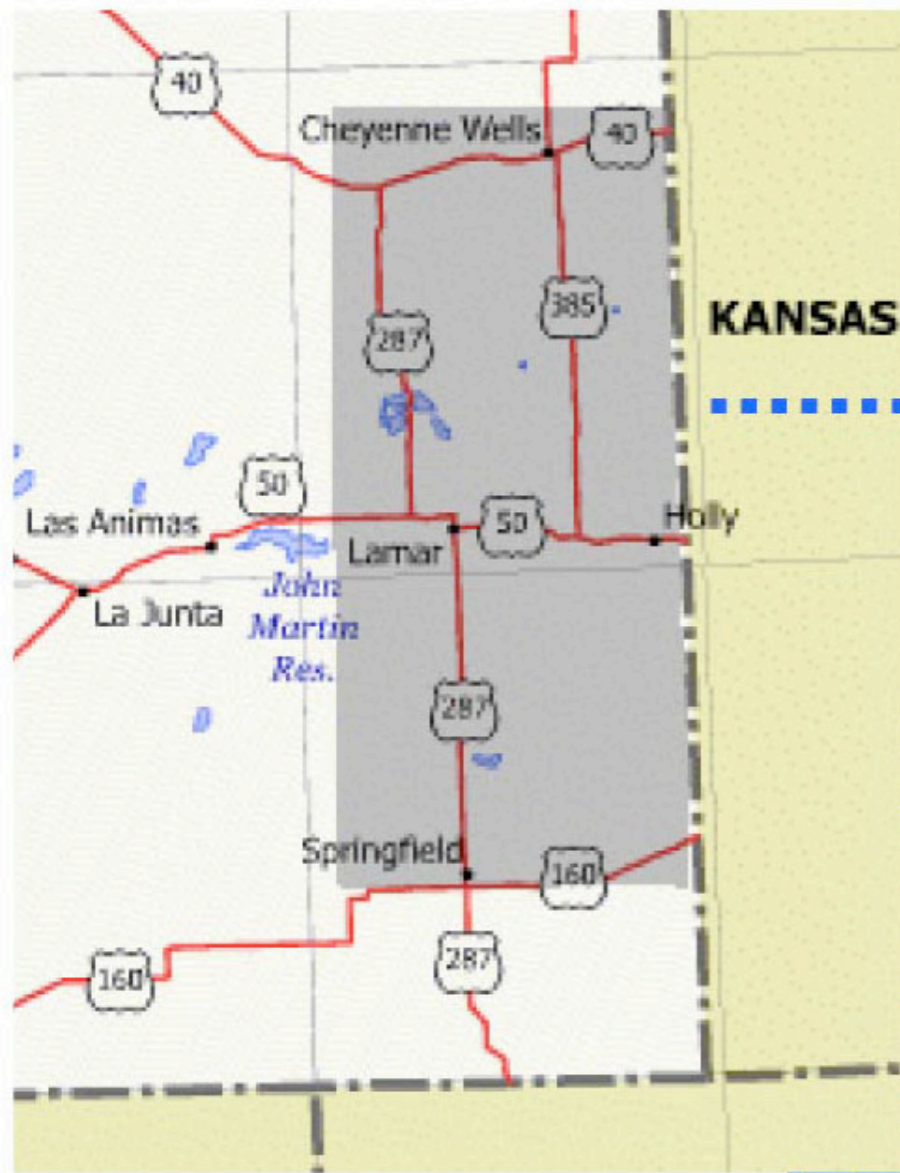 40
Cheyenne Wells
40
385
KANSAS
287
50
Las Animas
50
Holly
Lamar
La Junta
John
Martin
Res.
287
Springfield
160
287
160